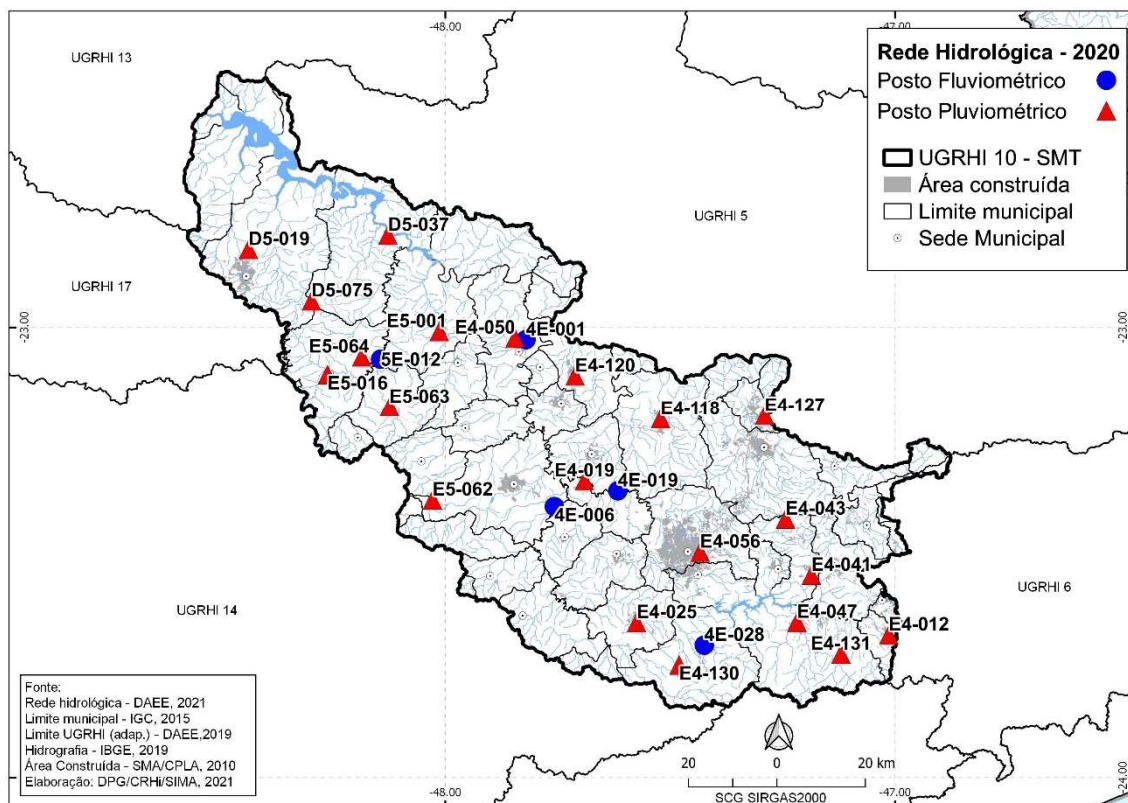 -48.00
-47.00
UGRHI 13
Rede Hidrológica - 2020
Posto Fluviométrico
Posto Pluviométrico
UGRHI 10 - SMT
Área construída
Limite municipal
Sede Municipal
UGRHI 5
D5-037
D5-019
UGRHI 17
D5-075
-23.00
-23.00
E5-001
E4-050
4E-001
E5-064
5E-012
E4-120
E5-016
E5-063
E4-118
E4-127
E4-019
4E-019
E5-062
4E-006
E4-043
E4-056
E4-041
UGRHI 6
UGRHI 14
E4-025
E4-047
E4-012
4E-028
E4-131
E4-130
Fonte:
Rede hidrológica - DAEE, 2021
Limite municipal - IGC, 2015
Limite UGRHI (adap.) - DAEE,2019
Hidrografia - IBGE, 2019
Área Construída - SMA/CPLA, 2010
Elaboração: DPG/CRHi/SIMA, 2021
20 0 20 km
SCG SIRGAS2000
-24.00
-48.00
-47.00